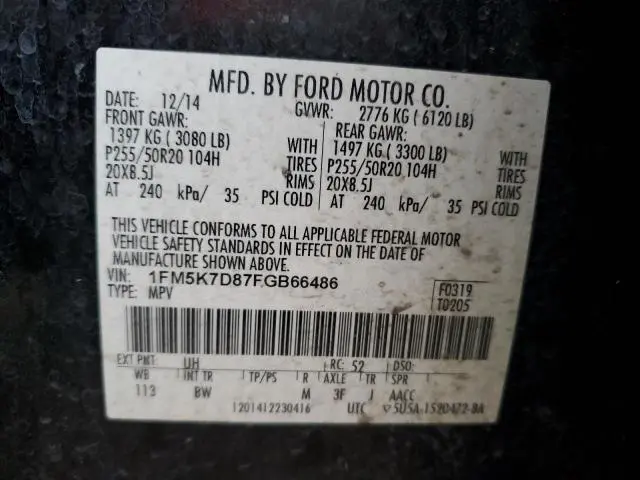 MFD. BY FORD MOTOR CO.
DATE: 12/14 GVWR: 2776 KG ( 6120 LB)
FRONT GAWR: REAR GAWR:
1397 KG ( 3080 LB) WITH 1497 KG ( 3300 LB) WITH
P255/50R20 104H TIRES P255/50R20 104H TIRES
20X8.5J RIMS 20X8.5J RIMS
AT 240 kPa/ 35 PSI COLD AT 240 kPa/ 35 PSI COLD
THIS VEHICLE CONFORMS TO ALL APPLICABLE FEDERAL MOTOR
VEHICLE SAFETY STANDARDS IN EFFECT ON THE DATE OF
MANUFACTURE SHOWN ABOVE.
VIN: 1FM5K7D87FGB66486 F0319
TYPE: MPV T0205
EXT PNT: UH RC: 52 DSO:
WB INT TR TP/PS R AXLE TR SPR
113 BW M 3F J AACC
1201412230416 UTC 5U5A-1520472-BA